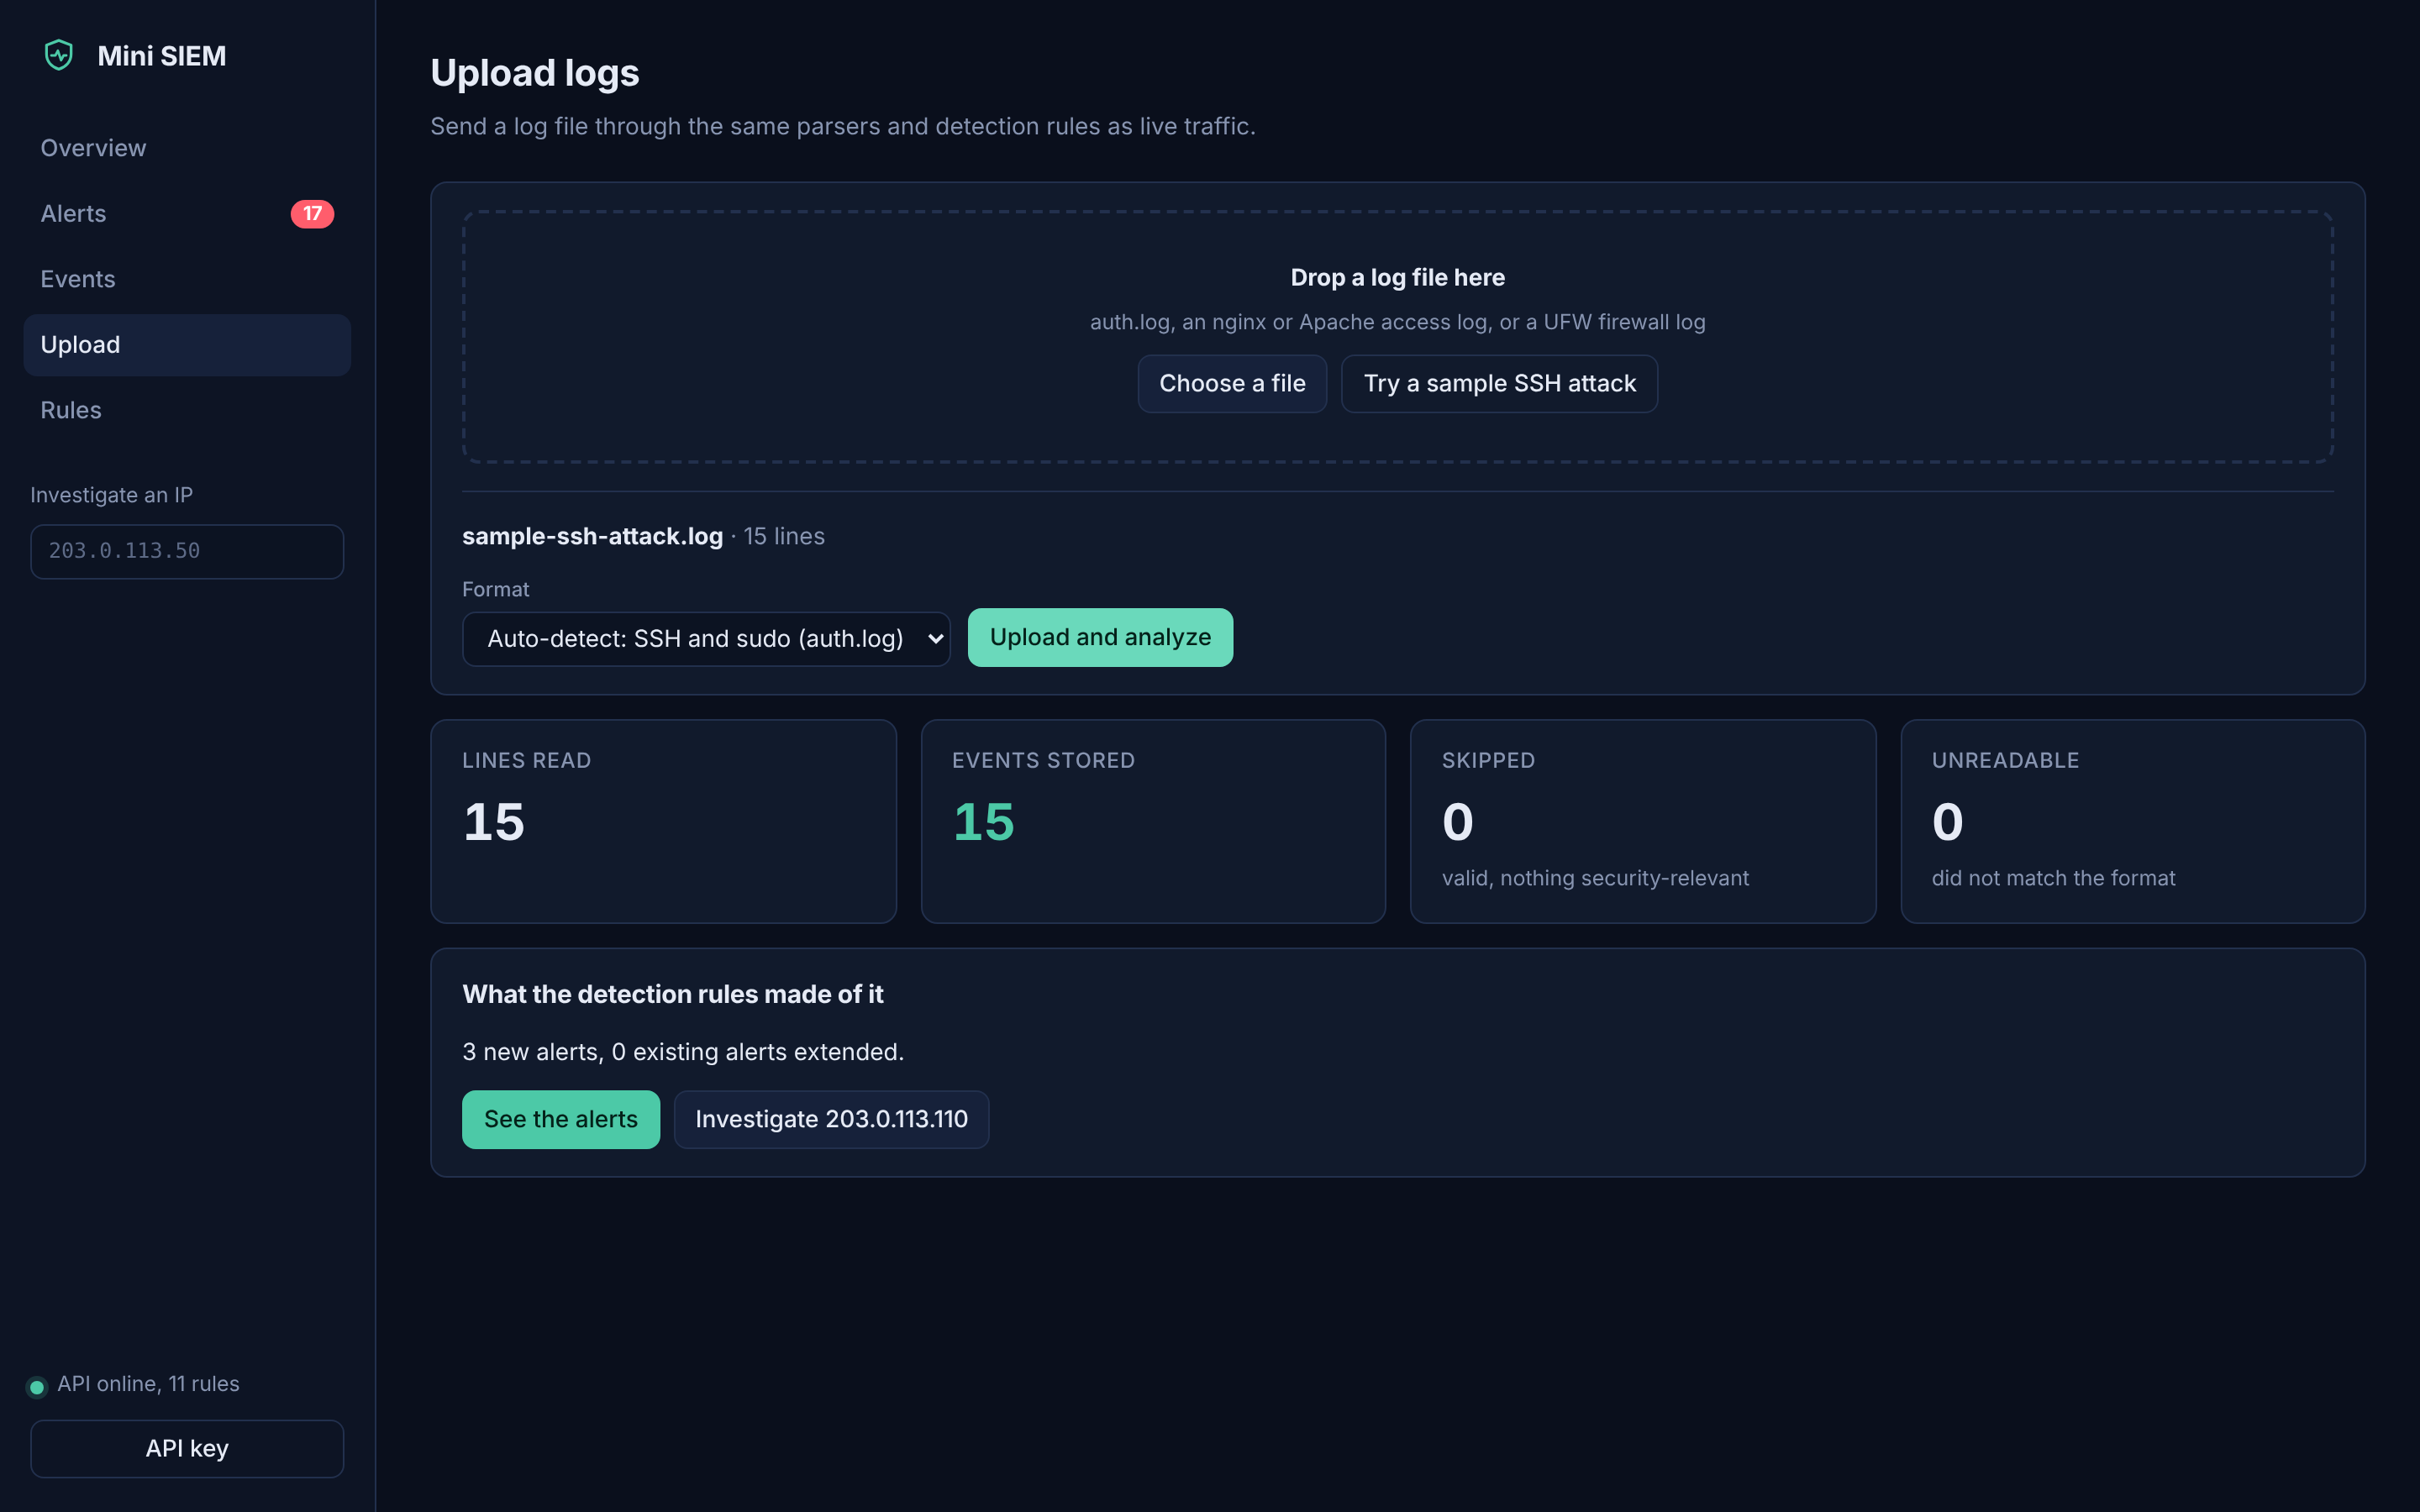 Mini SIEM
Overview
Alerts 17
Events
Upload
Rules
Investigate an IP
203.0.113.50
API online, 11 rules
API key
Upload logs
Send a log file through the same parsers and detection rules as live traffic.
Drop a log file here
auth.log, an nginx or Apache access log, or a UFW firewall log
Choose a file Try a sample SSH attack
sample-ssh-attack.log · 15 lines
Format
Auto-detect: SSH and sudo (auth.log) Upload and analyze
LINES READ
15
EVENTS STORED
15
SKIPPED
0
valid, nothing security-relevant
UNREADABLE
0
did not match the format
What the detection rules made of it
3 new alerts, 0 existing alerts extended.
See the alerts Investigate 203.0.113.110